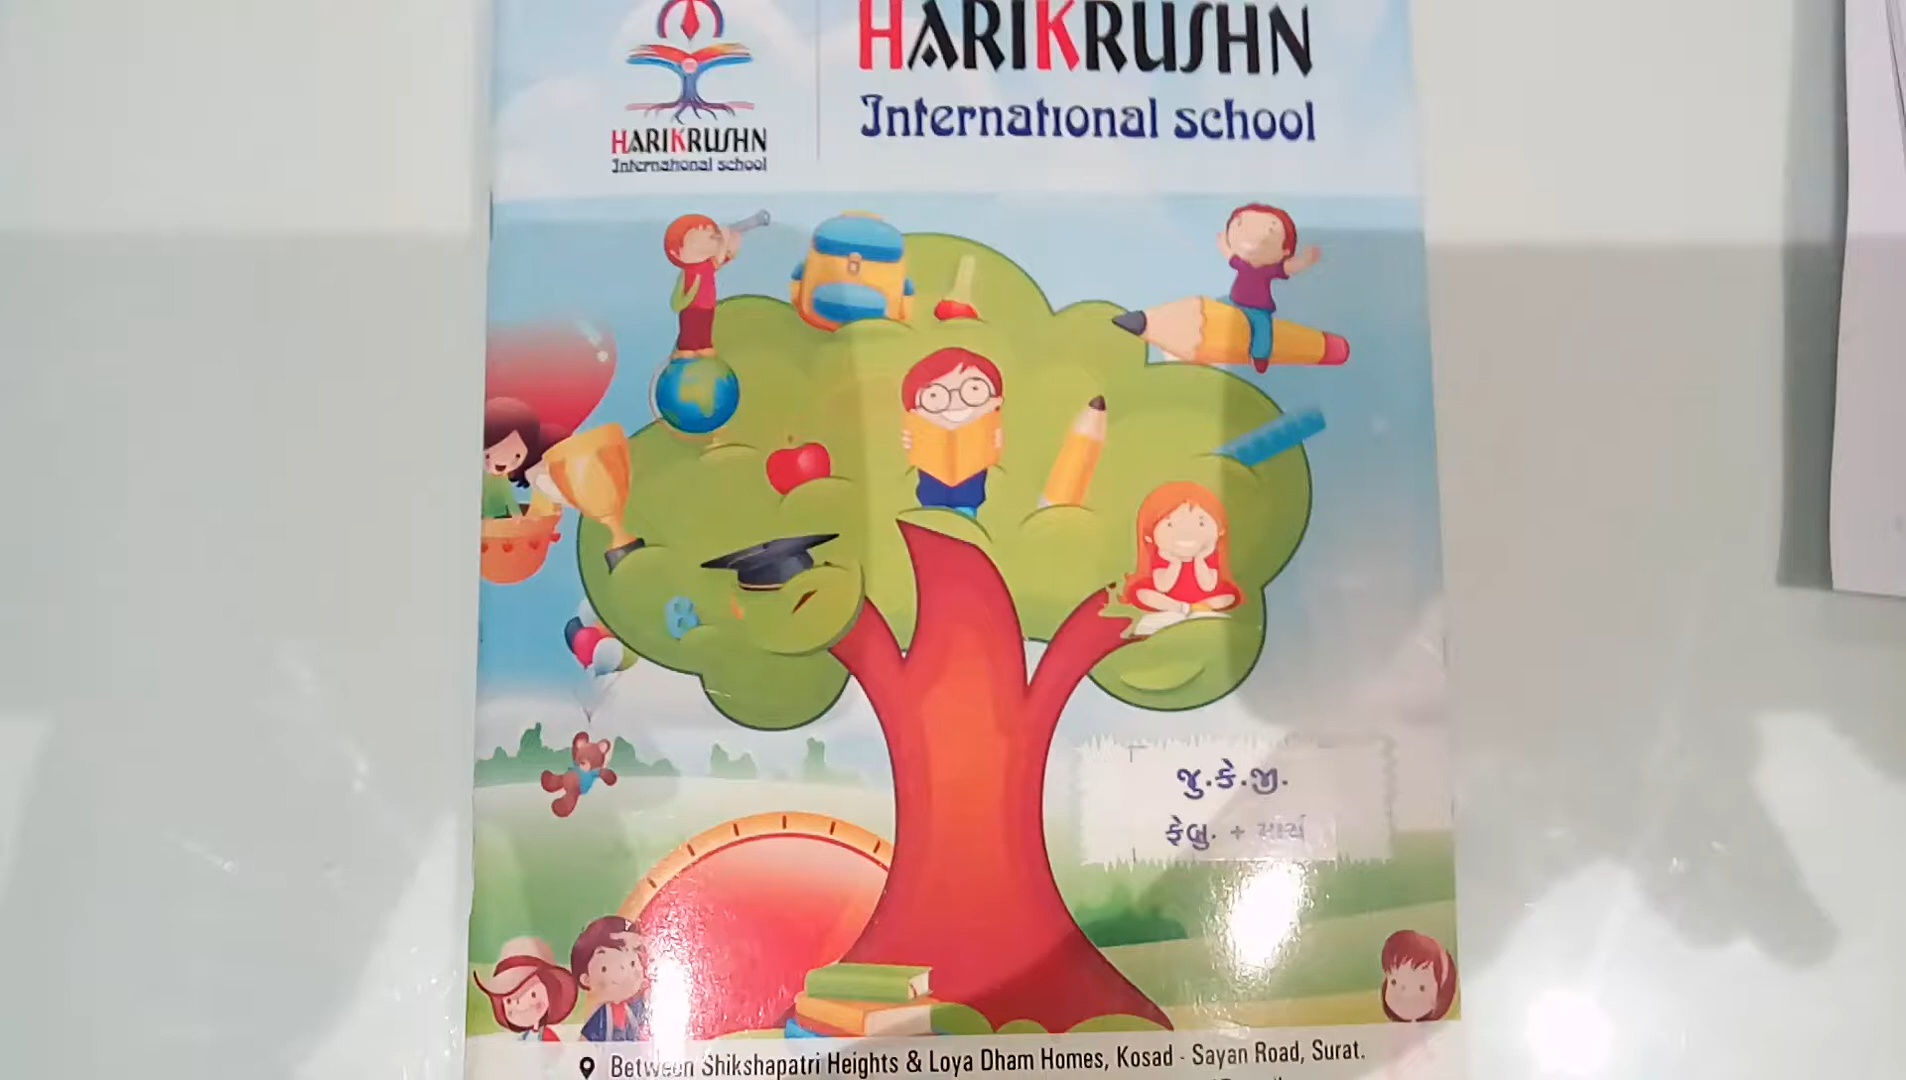 HARIKRUSHN
International school
HARIKRUSHN
International school
B
જુ.કે.જી.
ફેબ્રુ. + માર્ચ
Between Shikshapatri Heights & Loya Dham Homes, Kosad - Sayan Road, Surat.